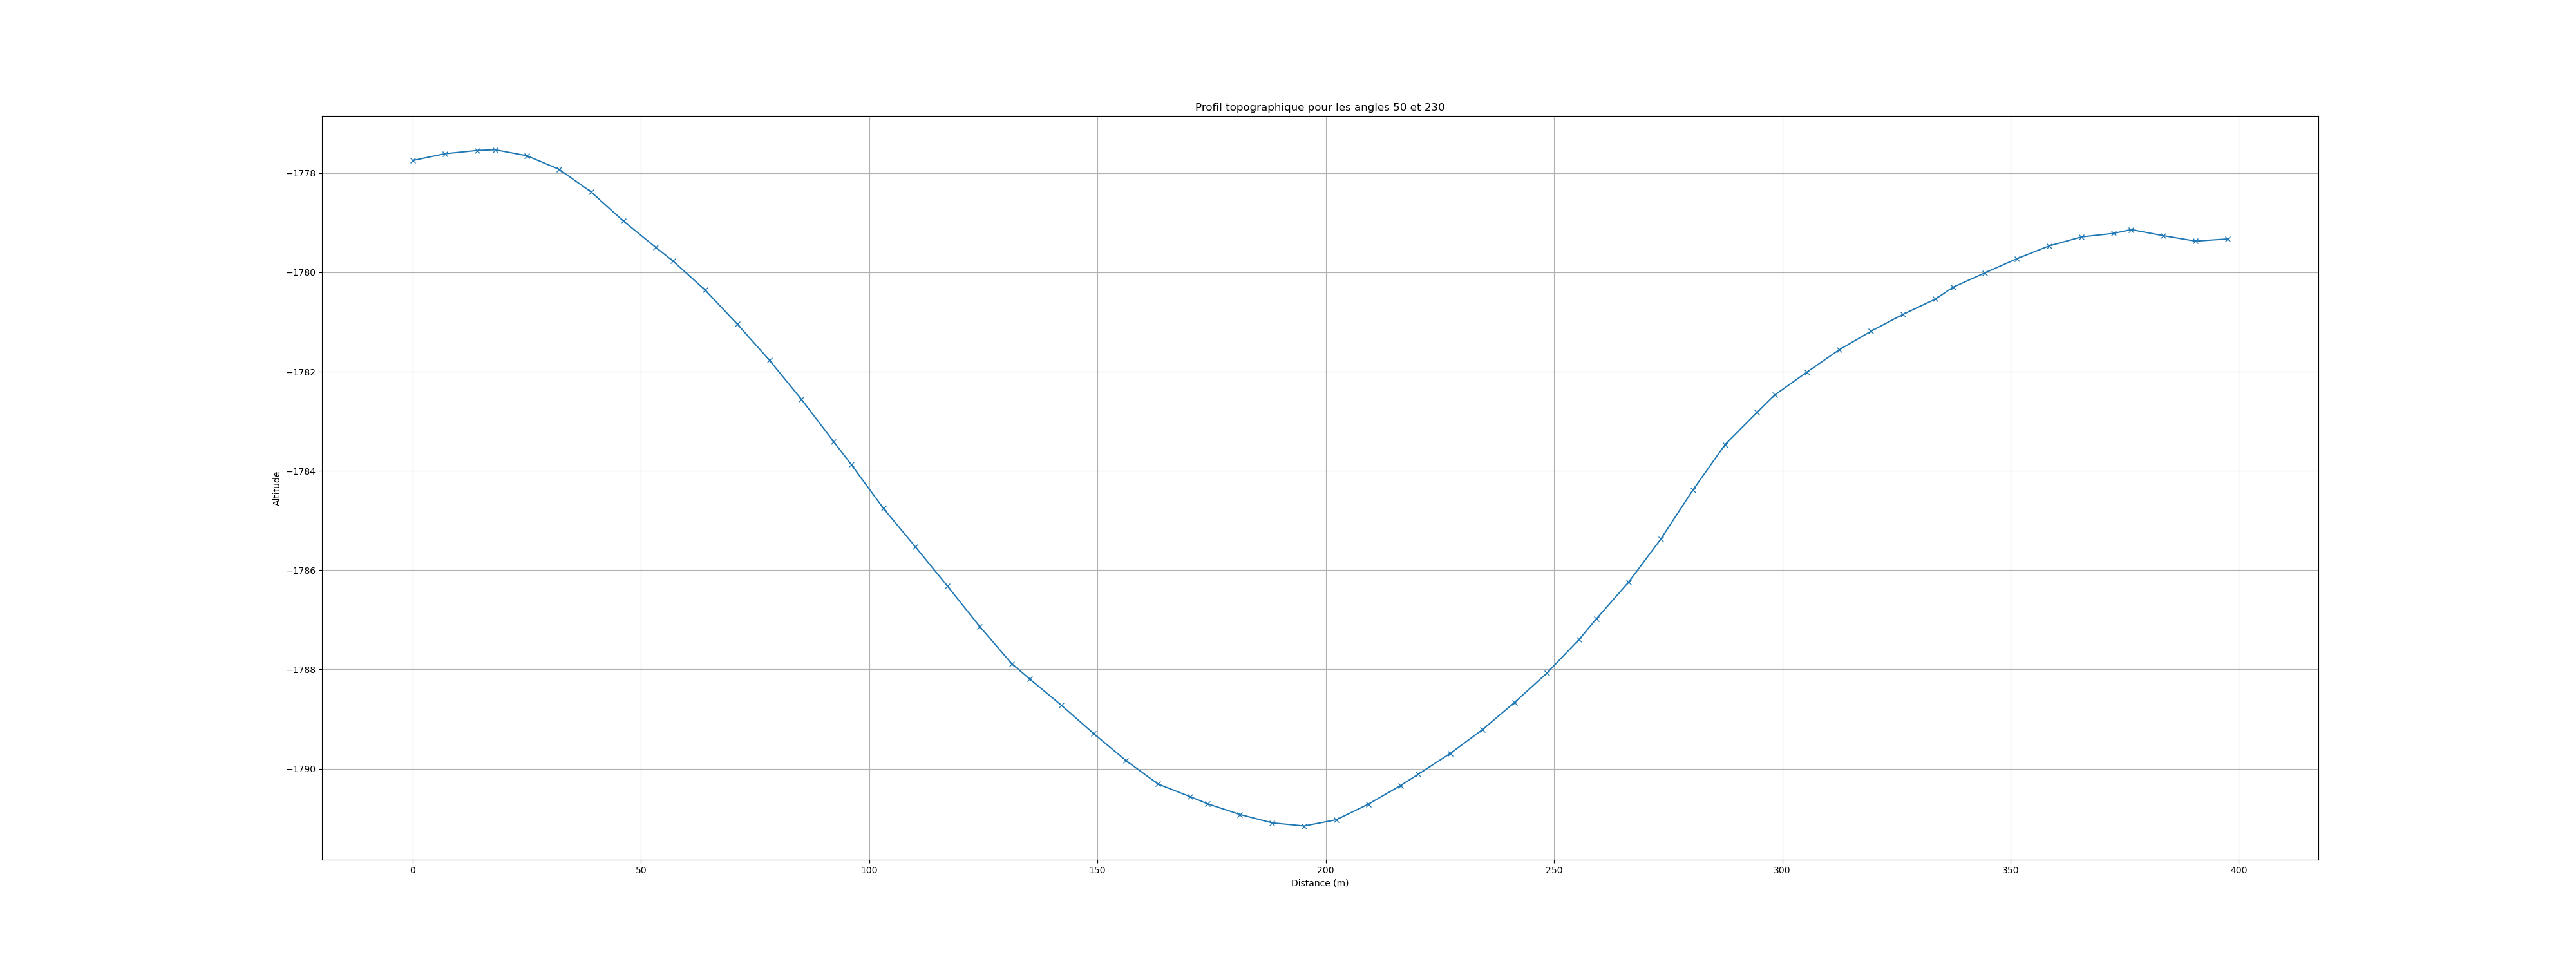 Profil topographique pour les angles 50 et 230
−1778
−1780
−1782
−1784
−1786
−1788
−1790
Altitude
0 50 100 150 200 250 300 350 400
Distance (m)